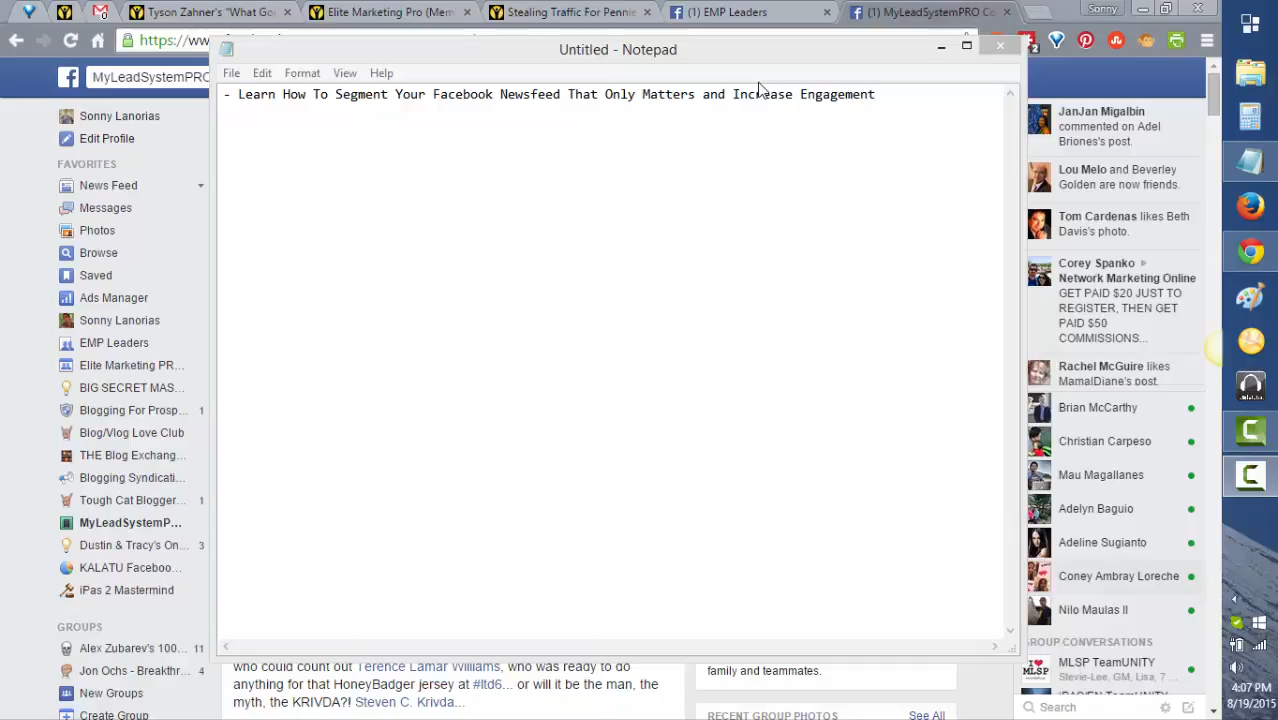 Tyson Zahner's "What Go
Elite Marketing Pro (Mem
Stealing Traffic For Pennie
(1) EMP Leaders
(1) MyLeadSystemPRO Co
Sonny
https://ww
MyLeadSystemPRO
Untitled - Notepad
File Edit Format View Help
- Learn How To Segment Your Facebook Newsfeed That Only Matters and Increase Engagement
Sonny Lanorias
Edit Profile
FAVORITES
News Feed
Messages
Photos
Browse
Saved
Ads Manager
Sonny Lanorias
EMP Leaders
Elite Marketing PR...
BIG SECRET MAS...
Blogging For Prosp... 1
Blog/Vlog Love Club
THE Blog Exchang...
Blogging Syndicati...
Tough Cat Blogger... 1
MyLeadSystemP...
Dustin & Tracy's On... 3
KALATU Faceboo...
iPas 2 Mastermind
GROUPS
Alex Zubarev's 100... 11
Jon Ochs - Breakthr... 4
New Groups
Create Group
who could count out Terence Lamar Williams, who was ready to do
anything for that HoneyBadger jersey at #ltd6... or will it be he-man, the
myth, the KRIVDA?! Steven C. Krivda...
family and teammates.
RECENT GROUP PHOTOS See All
JanJan Migalbin
commented on Adel
Briones's post.
Lou Melo and Beverley
Golden are now friends.
Tom Cardenas likes Beth
Davis's photo.
Corey Spanko
Network Marketing Online
GET PAID $20 JUST TO
REGISTER, THEN GET
PAID $50
COMMISSIONS...
Rachel McGuire likes
MamaIDiane's post.
Brian McCarthy
Christian Carpeso
Mau Magallanes
Adelyn Baguio
Adeline Sugianto
Coney Ambray Loreche
Nilo Maulas II
GROUP CONVERSATIONS
MLSP TeamUNITY
Stevie-Lee, GM, Lisa, 7
Search
4:07 PM
8/19/2015